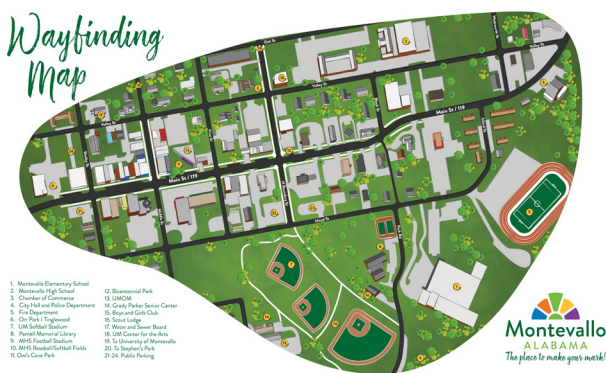 Wayfinding
Map
Oak St
Valley St
Valley St
Valley St
Main St / 119
Main St / 119
1. Montevallo Elementary School
2. Montevallo High School
3. Chamber of Commerce
4. City Hall and Police Department
5. Fire Department
6. Orr Park / Tinglewood
7. UM Softball Stadium
8. Parnell Memorial Library
9. MHS Football Stadium
10. MHS Baseball/Softball Fields
11. Owl's Cave Park
12. Bicentennial Park
13. UMOM
14. Grady Parker Senior Center
15. Boys and Girls Club
16. Scout Lodge
17. Water and Sewer Board
18. UM Center for the Arts
19. To University of Montevallo
20. To Stephen's Park
21-24. Public Parking
Montevallo
ALABAMA
The place to make your mark!